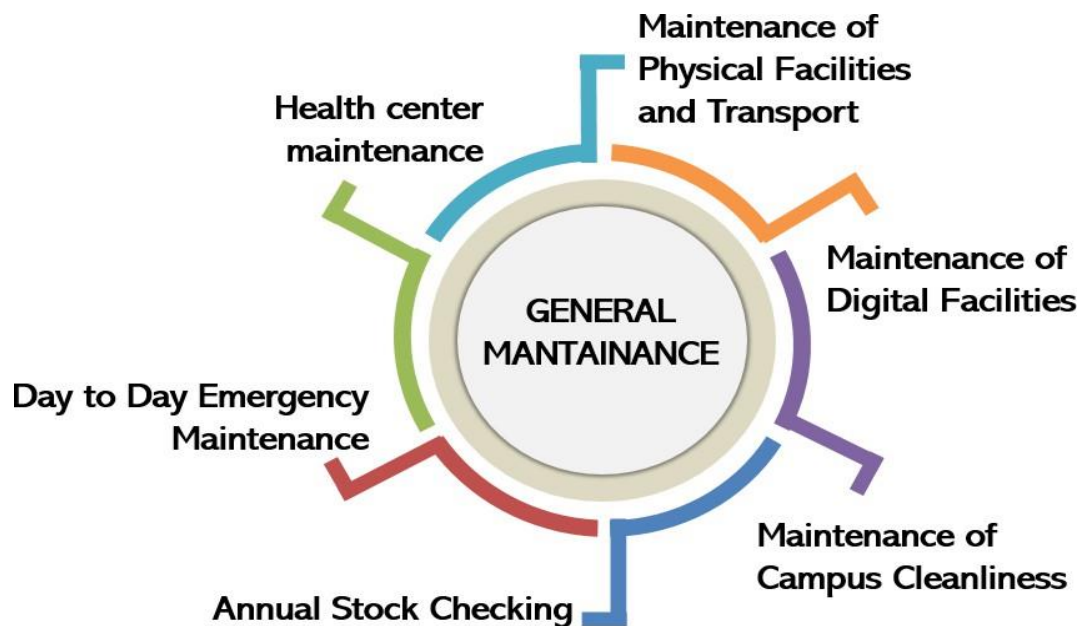 Maintenance of
Physical Facilities
and Transport
Health center
maintenance
Maintenance of
Digital Facilities
GENERAL
MANTAINANCE
Day to Day Emergency
Maintenance
Maintenance of
Campus Cleanliness
Annual Stock Checking